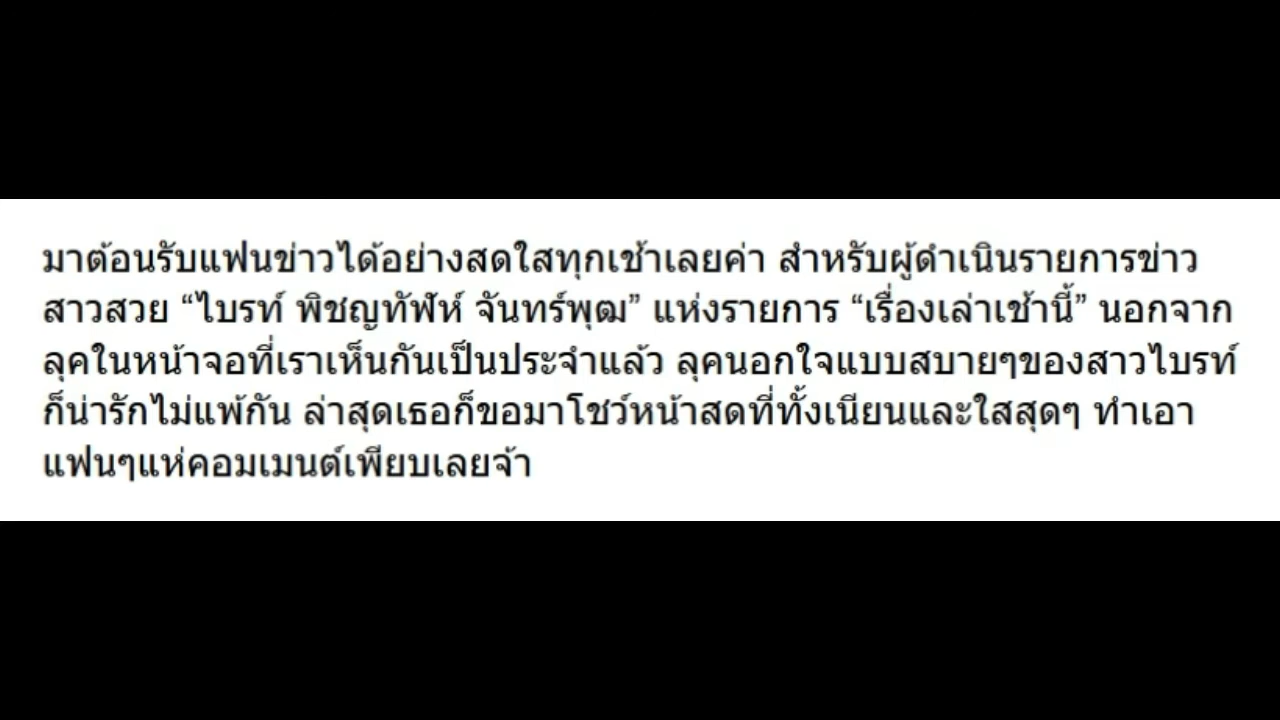 มาต้อนรับแฟนข่าวได้อย่างสดใสทุกเช้าเลยค่า สำหรับผู้ดำเนินรายการข่าว
สาวสวย “ไบรท์ พิชญทัฬห์ จันทร์พุฒ” แห่งรายการ “เรื่องเล่าเช้านี้” นอกจาก
ลุคในหน้าจอที่เราเห็นกันเป็นประจำแล้ว ลุคนอกใจแบบสบายๆของสาวไบรท์
ก็น่ารักไม่แพ้กัน ล่าสุดเธอก็ขอมาโชว์หน้าสดที่ทั้งเนียนและใสสุดๆ ทำเอา
แฟนๆแห่คอมเมนต์เพียบเลยจ้า